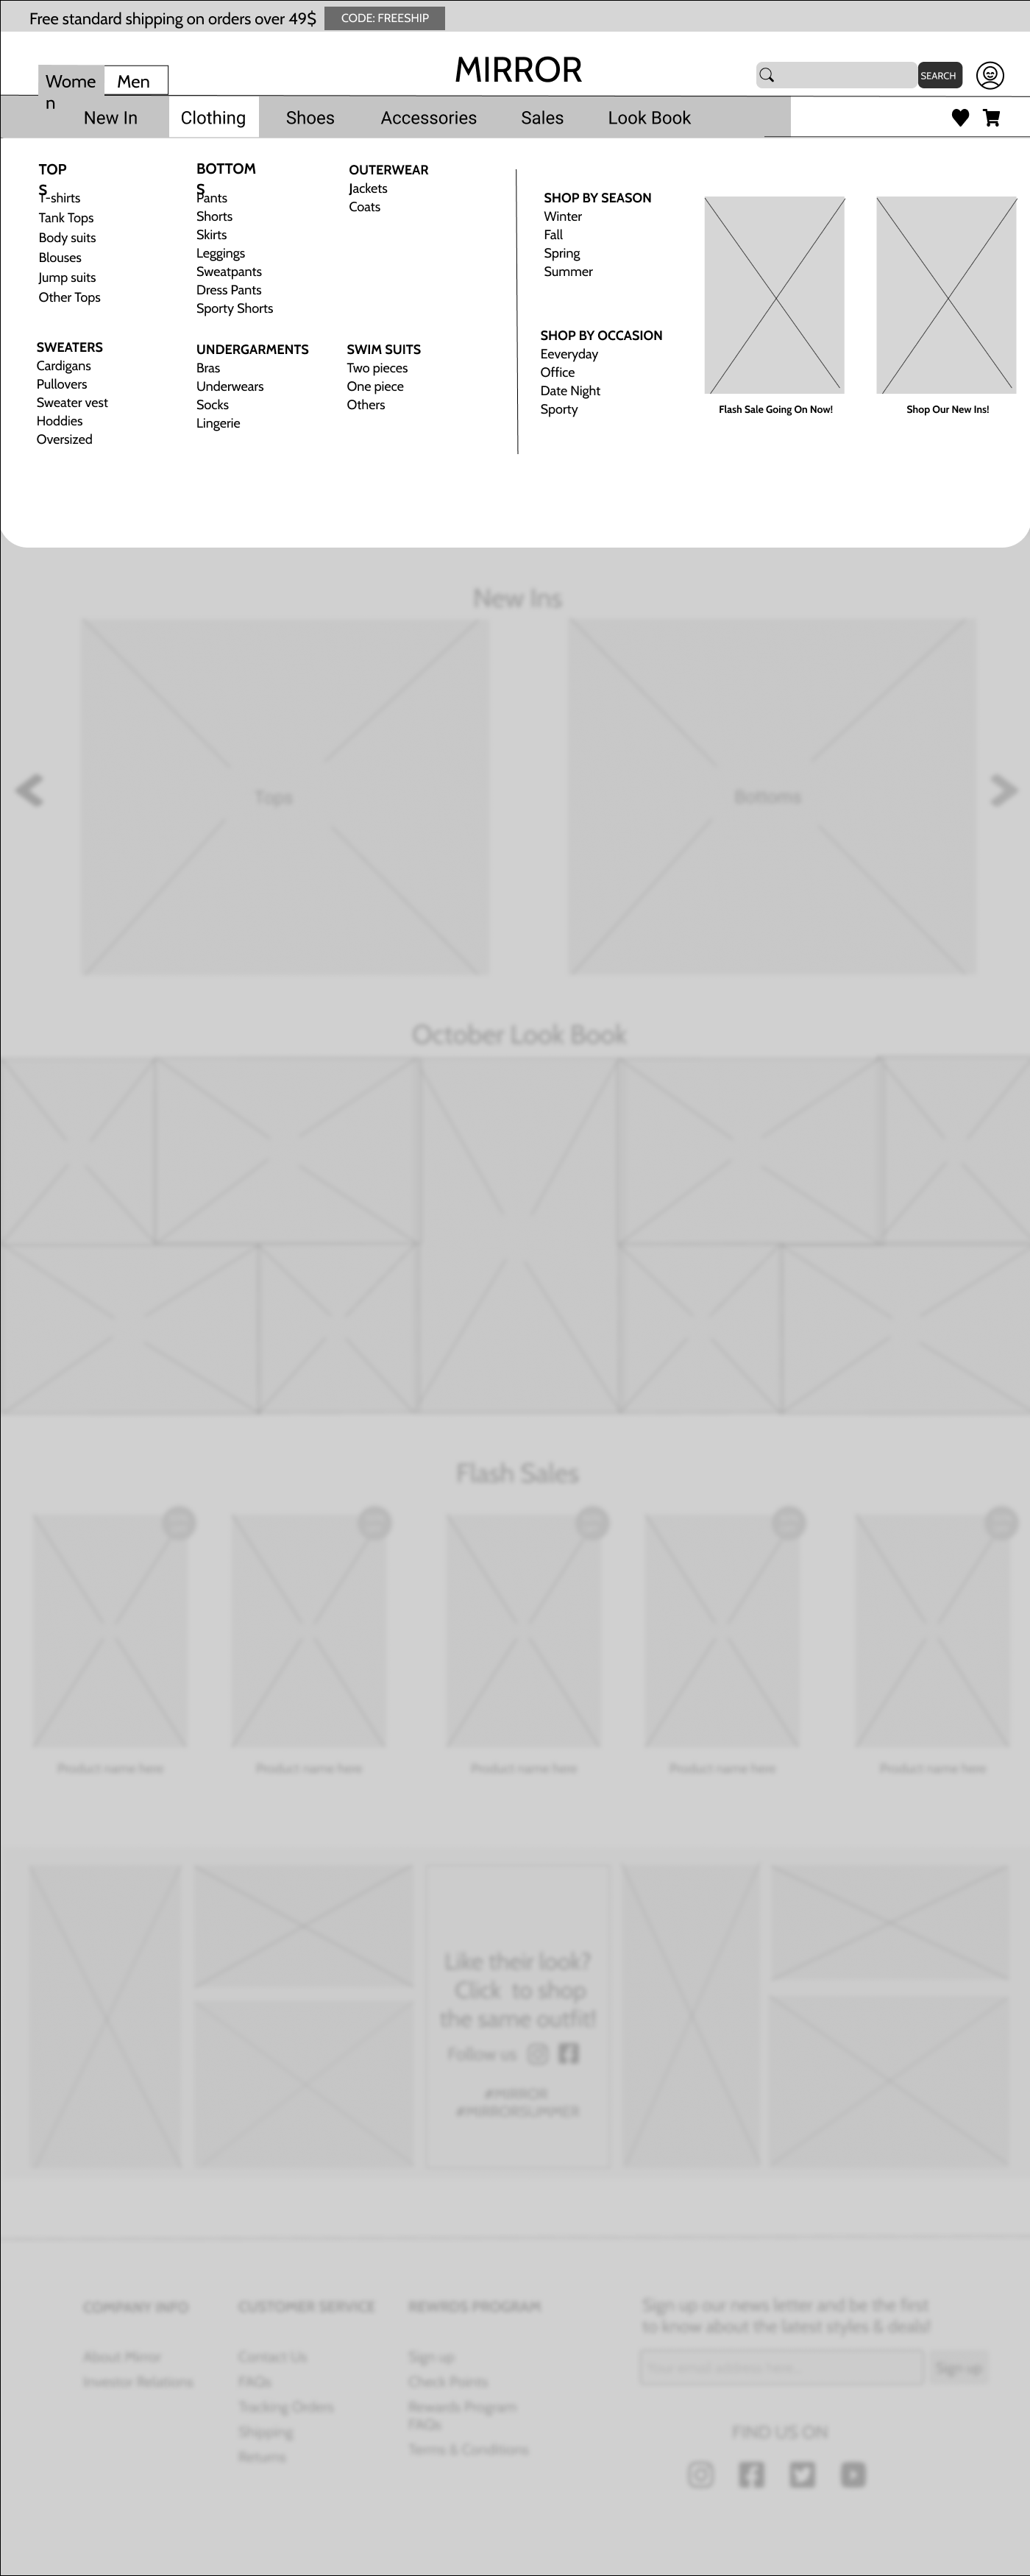 Free standard shipping on orders over 49$
CODE: FREESHIP
MIRROR
Wome
n
Men
SEARCH
New In
Clothing
Shoes
Accessories
Sales
Look Book
TOP
S
T-shirts
Tank Tops
Body suits
Blouses
Jump suits
Other Tops
BOTTOM
S
Pants
Shorts
Skirts
Leggings
Sweatpants
Dress Pants
Sporty Shorts
OUTERWEAR
Jackets
Coats
SWEATERS
Cardigans
Pullovers
Sweater vest
Hoddies
Oversized
UNDERGARMENTS
Bras
Underwears
Socks
Lingerie
SWIM SUITS
Two pieces
One piece
Others
SHOP BY SEASON
Winter
Fall
Spring
Summer
SHOP BY OCCASION
Eeveryday
Office
Date Night
Sporty
Flash Sale Going On Now!
Shop Our New Ins!
New Ins
Tops
Bottoms
October Look Book
Flash Sales
Product name here
Product name here
Product name here
Product name here
Product name here
Like their look?
Click to shop
the same outfit!
Follow us
#MIRROR
#MIRRORSUMMER
COMPANY INFO
About Mirror
Investor Relations
CUSTOMER SERVICE
Contact Us
FAQs
Tracking Orders
Shipping
Returns
REWRDS PROGRAM
Sign up
Check Points
Rewards Program
FAQs
Terms & Conditions
Sign up our news letter and be the first
to know about the latest styles & deals!
Your email address here...
Sign up
FIND US ON